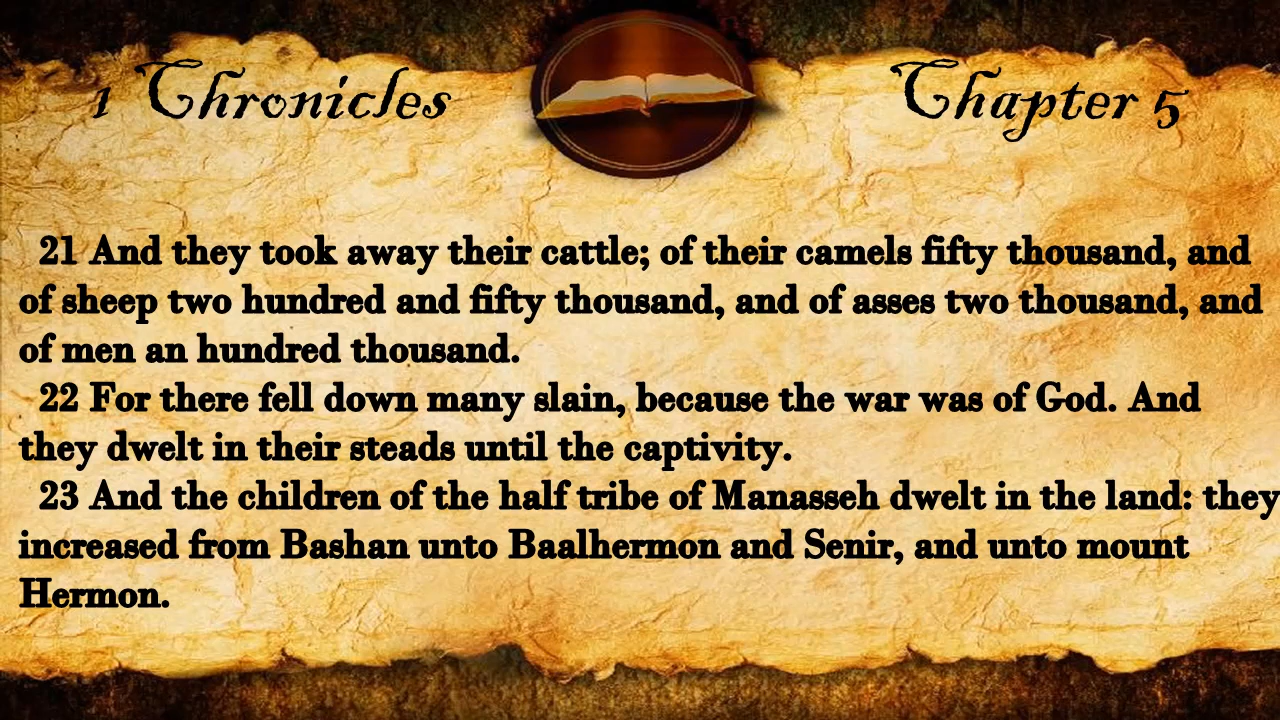 1 Chronicles
Chapter 5
21 And they took away their cattle; of their camels fifty thousand, and
of sheep two hundred and fifty thousand, and of asses two thousand, and
of men an hundred thousand.
22 For there fell down many slain, because the war was of God. And
they dwelt in their steads until the captivity.
23 And the children of the half tribe of Manasseh dwelt in the land: they
increased from Bashan unto Baalhermon and Senir, and unto mount
Hermon.